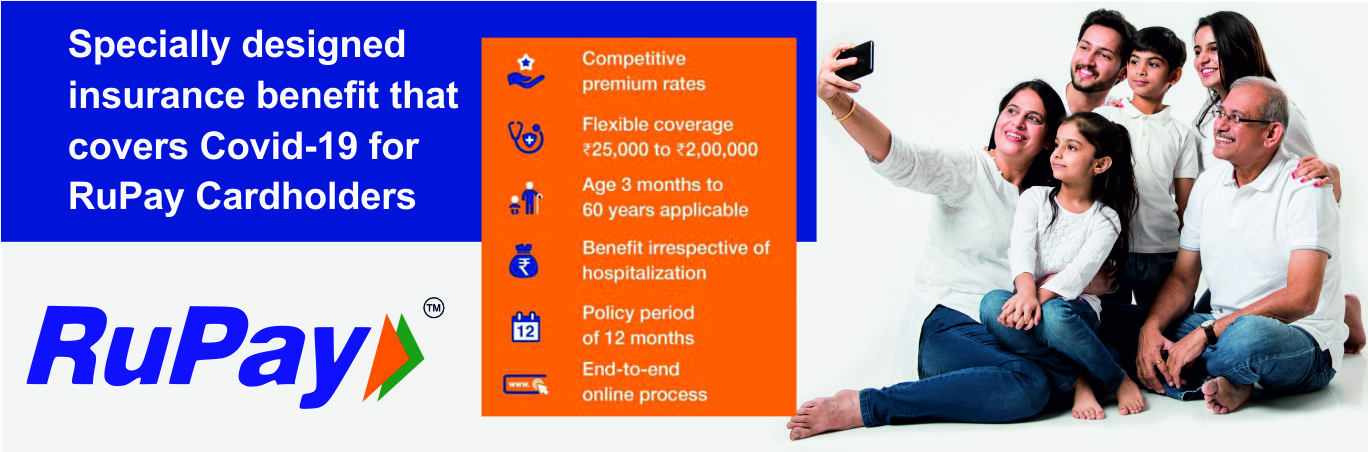 Specially designed
insurance benefit that
covers Covid-19 for
RuPay Cardholders
RuPay
TM
Competitive
premium rates
Flexible coverage
₹25,000 to ₹2,00,000
Age 3 months to
60 years applicable
₹
Benefit irrespective of
hospitalization
12
Policy period
of 12 months
www.
End-to-end
online process